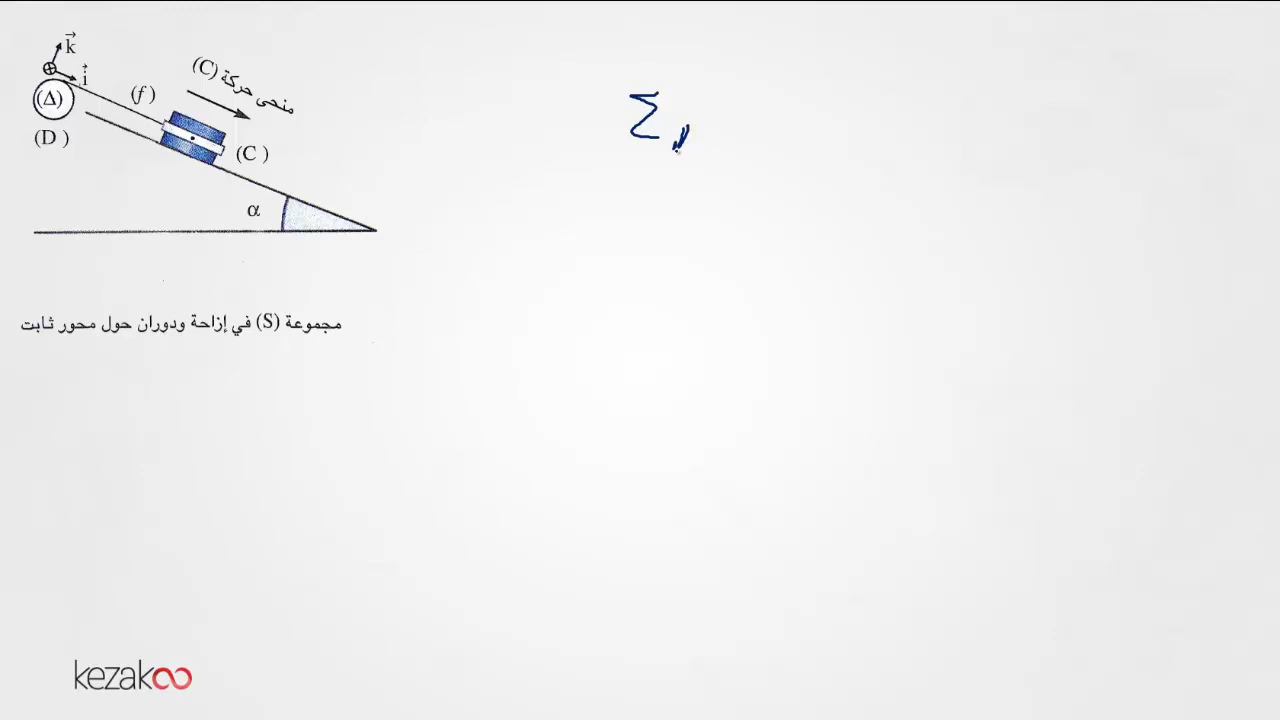 k
i
(Δ)
(D)
(f)
منحى حركة (C)
(C)
α
Σ
مجموعة (S) في إزاحة ودوران حول محور ثابت
kezakoo